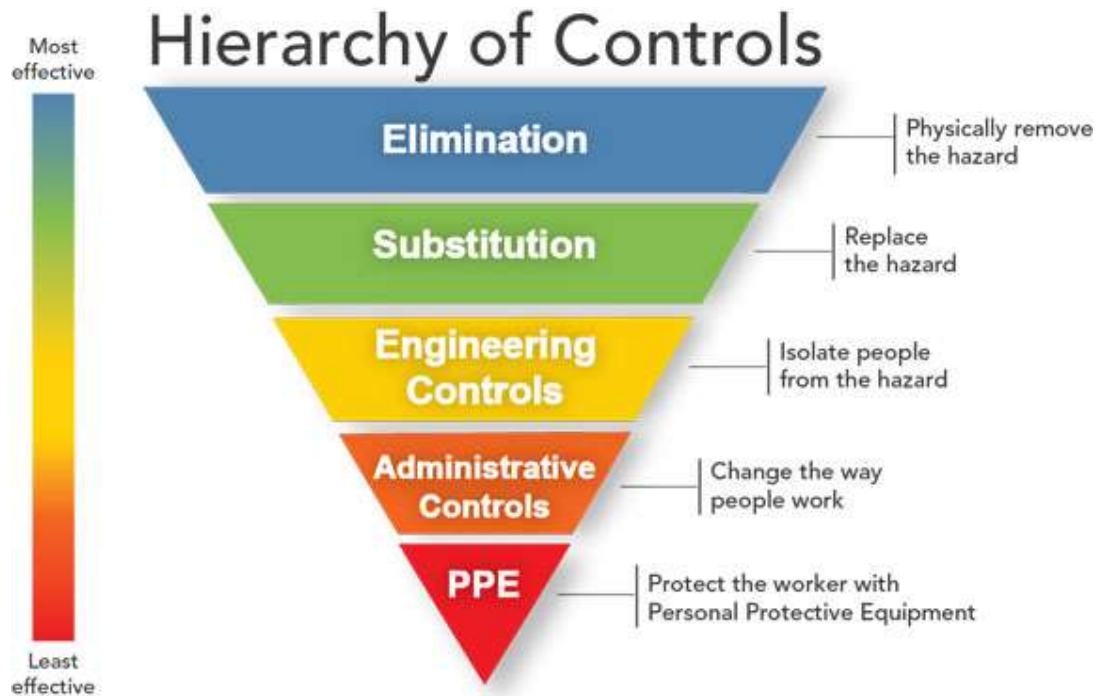 Hierarchy of Controls
Most
effective
Elimination
Physically remove
the hazard
Substitution
Replace
the hazard
Engineering
Controls
Isolate people
from the hazard
Administrative
Controls
Change the way
people work
PPE
Protect the worker with
Personal Protective Equipment
Least
effective